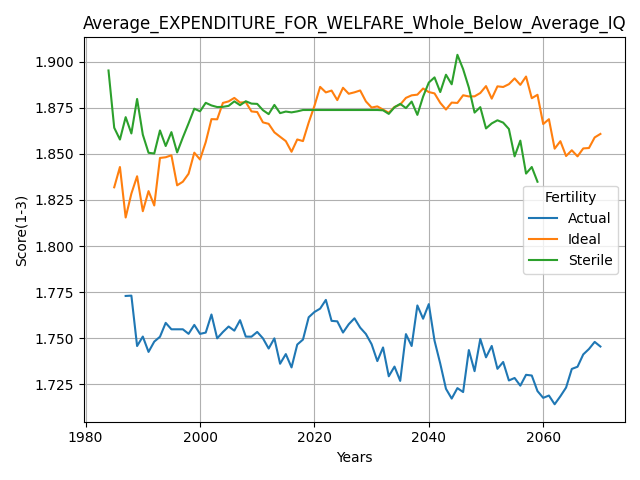 Average_EXPENDITURE_FOR_WELFARE_Whole_Below_Average_IQ
1.900
1.875
1.850
1.825
1.800
1.775
1.750
1.725
Score(1-3)
Fertility
Actual
Ideal
Sterile
1980 2000 2020 2040 2060
Years